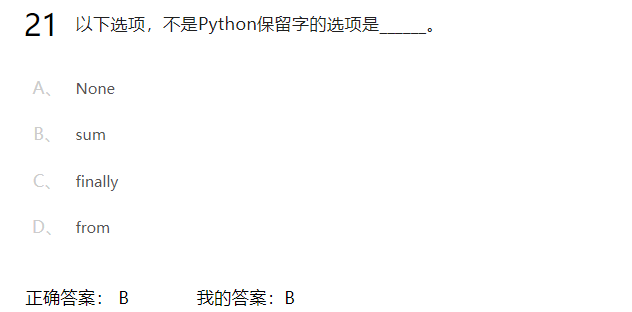 21 以下选项，不是Python保留字的选项是______。
A、 None
B、 sum
C、 finally
D、 from
正确答案： B 我的答案：B